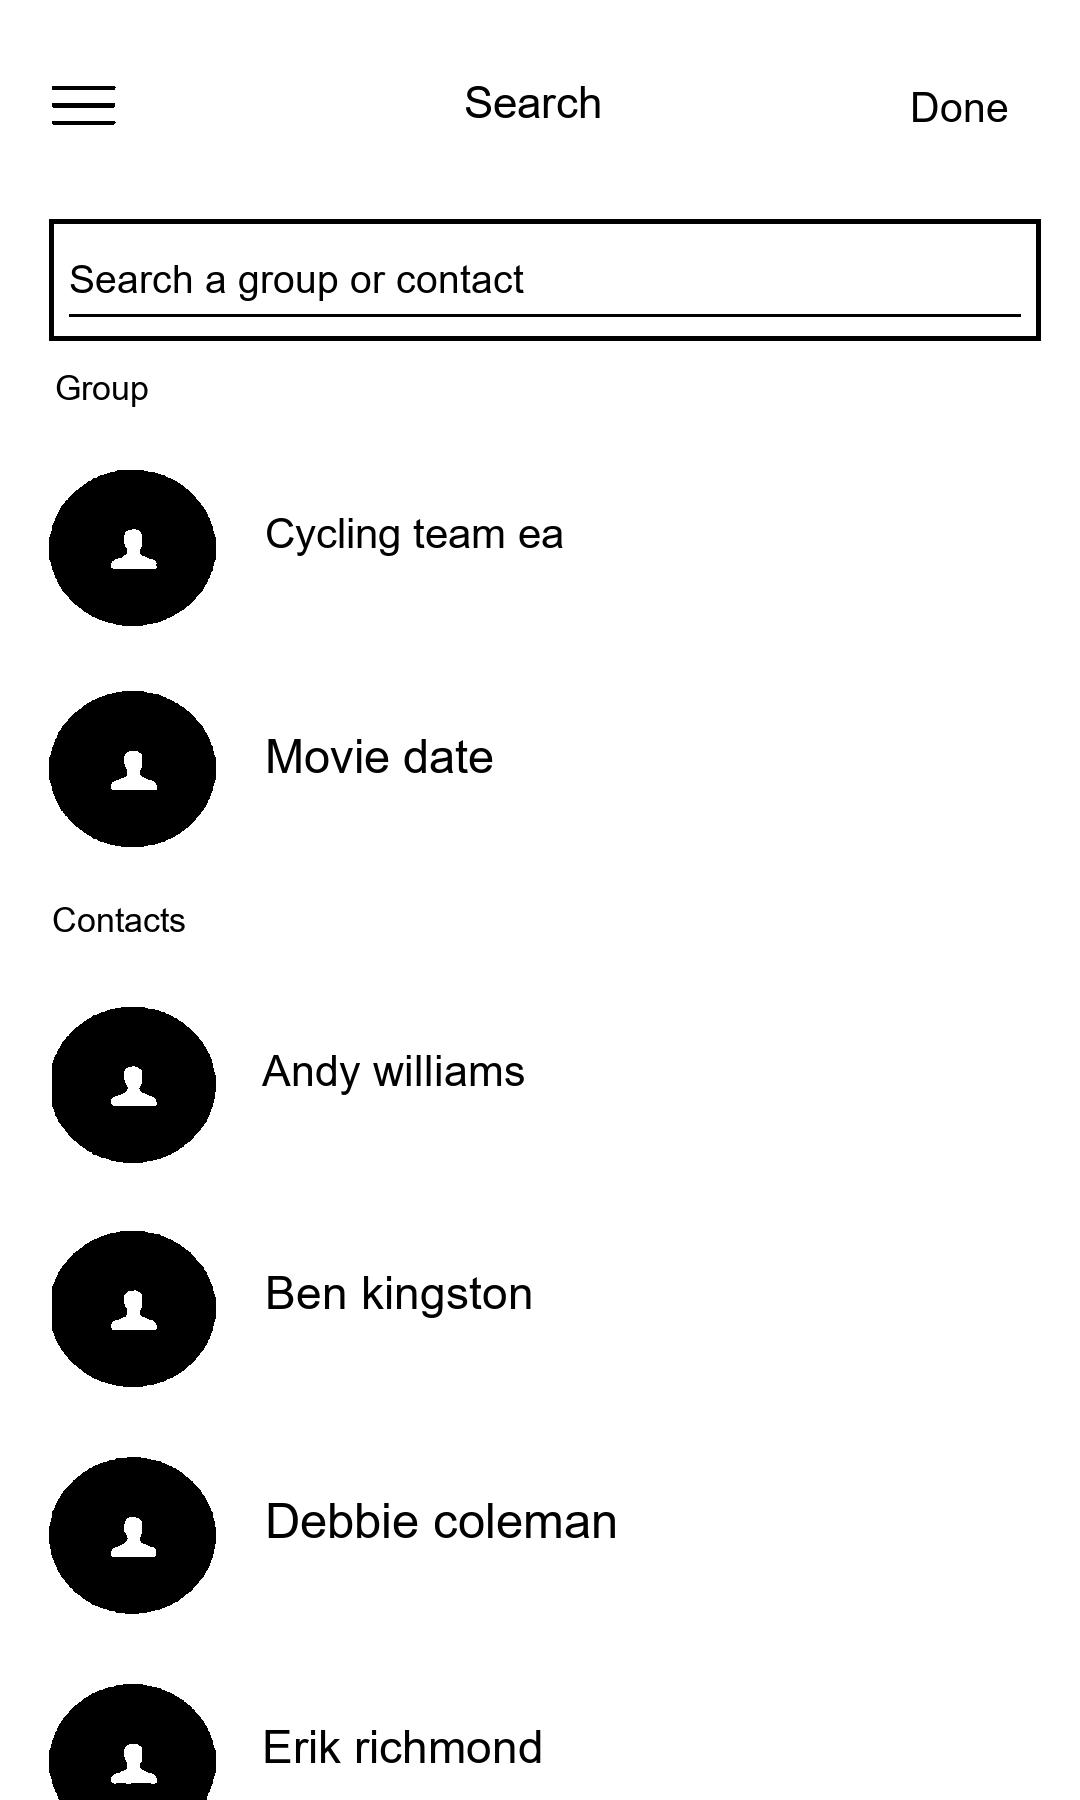 Search
Done
Search a group or contact
Group
Cycling team ea
Movie date
Contacts
Andy williams
Ben kingston
Debbie coleman
Erik richmond